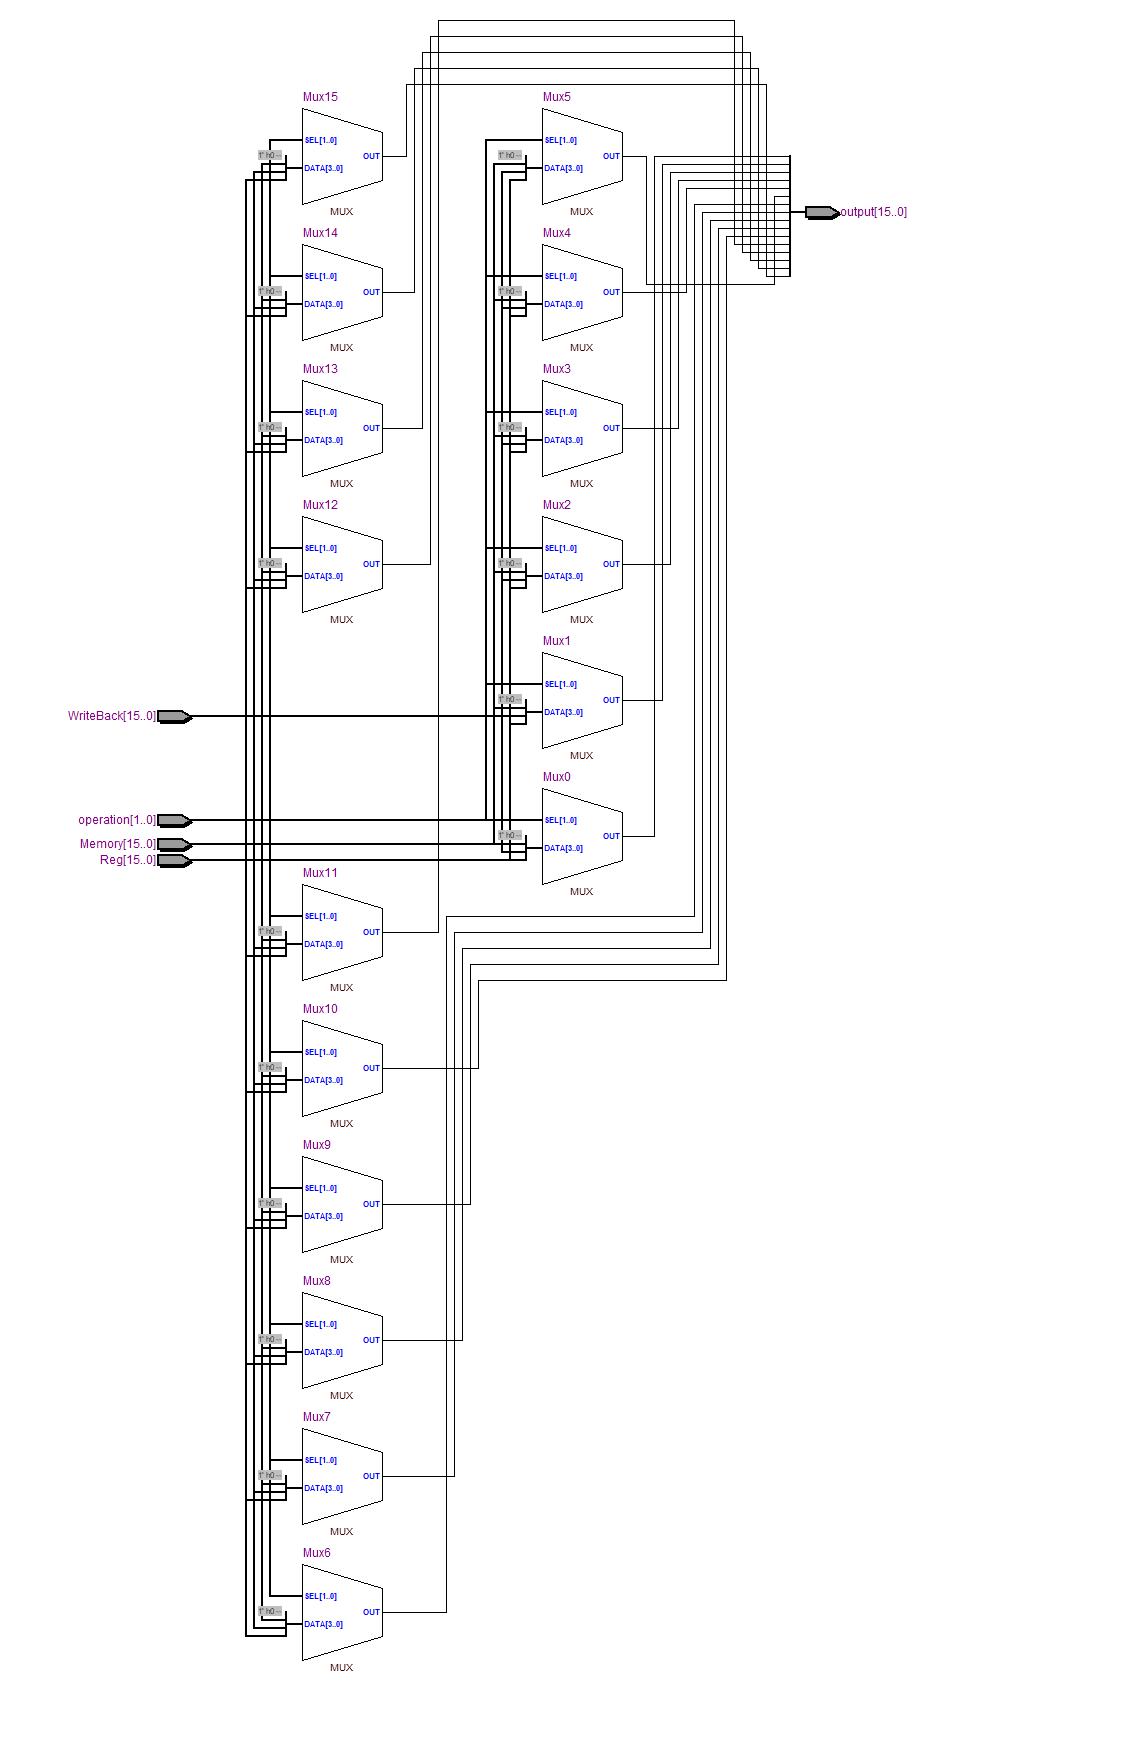 Mux15
SEL[1..0]
1' h0 --
DATA[3..0]
OUT
MUX
Mux5
SEL[1..0]
1' h0 --
DATA[3..0]
OUT
MUX
output[15..0]
Mux14
SEL[1..0]
1' h0 --
DATA[3..0]
OUT
MUX
Mux4
SEL[1..0]
1' h0 --
DATA[3..0]
OUT
MUX
Mux13
SEL[1..0]
1' h0 --
DATA[3..0]
OUT
MUX
Mux3
SEL[1..0]
1' h0 --
DATA[3..0]
OUT
MUX
Mux12
SEL[1..0]
1' h0 --
DATA[3..0]
OUT
MUX
Mux2
SEL[1..0]
1' h0 --
DATA[3..0]
OUT
MUX
Mux1
SEL[1..0]
1' h0 --
DATA[3..0]
OUT
MUX
WriteBack[15..0]
Mux0
SEL[1..0]
1' h0 --
DATA[3..0]
OUT
MUX
operation[1..0]
Memory[15..0]
Reg[15..0]
Mux11
SEL[1..0]
1' h0 --
DATA[3..0]
OUT
MUX
Mux10
SEL[1..0]
1' h0 --
DATA[3..0]
OUT
MUX
Mux9
SEL[1..0]
1' h0 --
DATA[3..0]
OUT
MUX
Mux8
SEL[1..0]
1' h0 --
DATA[3..0]
OUT
MUX
Mux7
SEL[1..0]
1' h0 --
DATA[3..0]
OUT
MUX
Mux6
SEL[1..0]
1' h0 --
DATA[3..0]
OUT
MUX